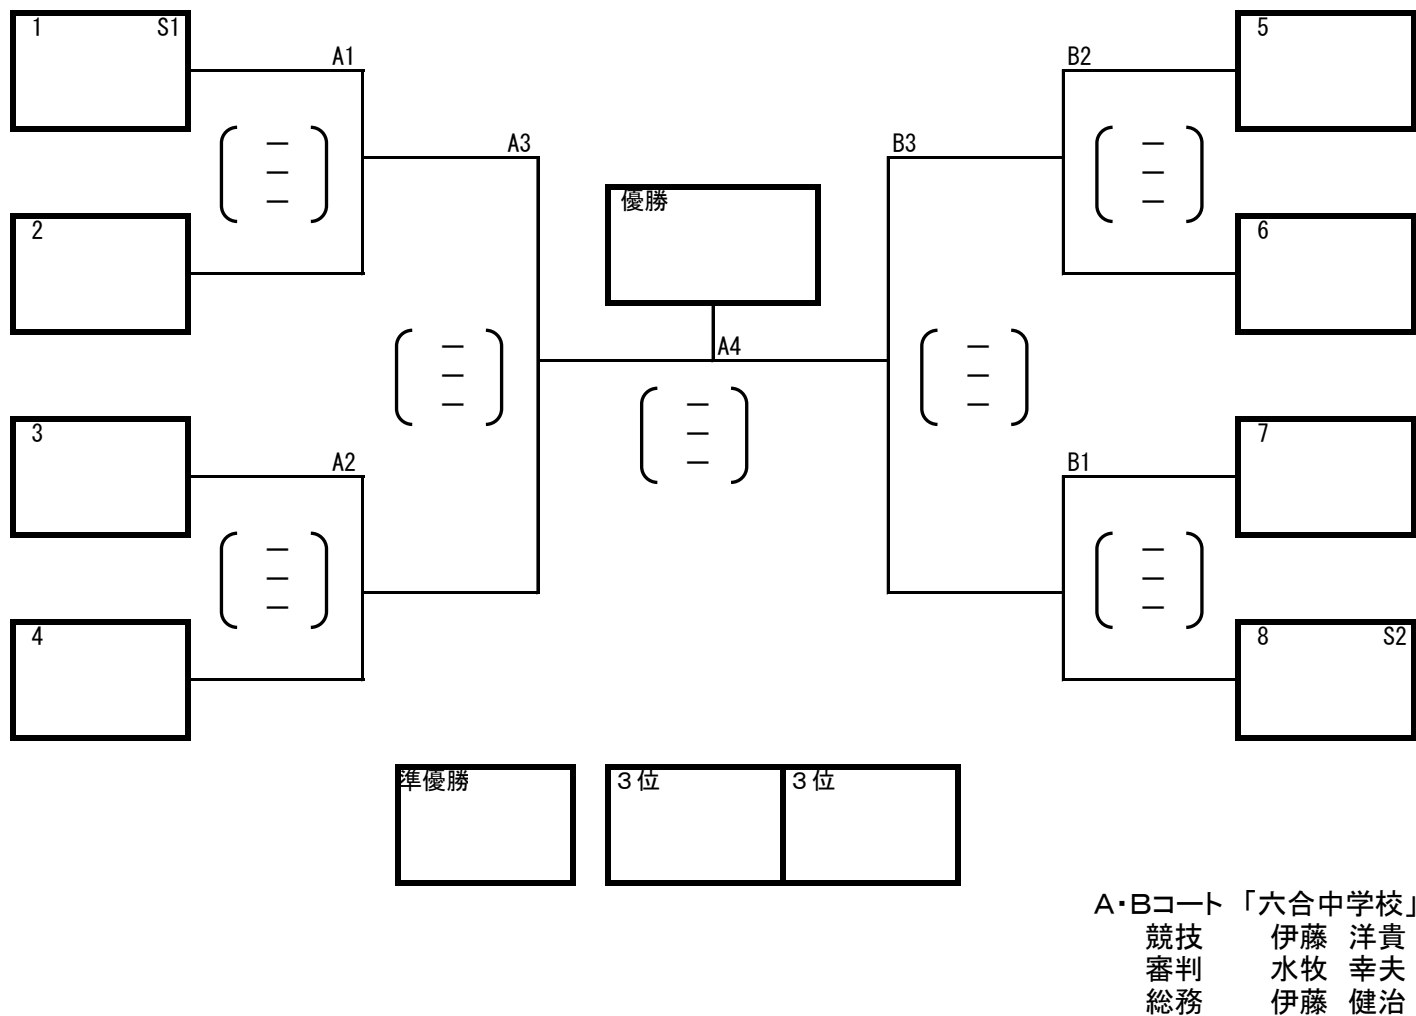 1 S1
A1
B2
5
A3
B3
优勝
2
6
A4
3
A2
B1
7
4
8 S2
準優勝
３位
３位
A・Bコート 「六合中学校」
競技 伊藤 洋貴
審判 水牧 幸夫
総務 伊藤 健治